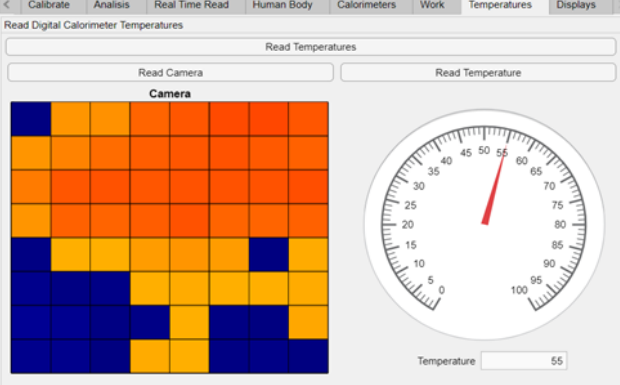 Calibrate Analisis Real Time Read Human Body Calorimeters Work Temperatures Displays
Read Digital Calorimeter Temperatures
Read Temperatures
Read Camera Read Temperature
Camera
0 5 10 15 20 25 30 35 40 45 50 55 60 65 70 75 80 85 90 95 100
Temperature 55